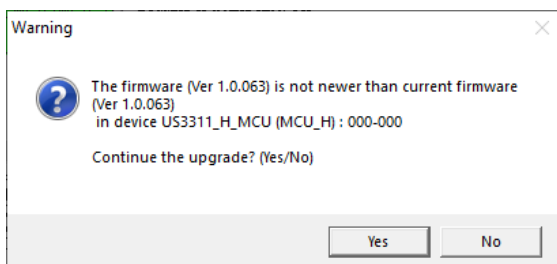 Warning
The firmware (Ver 1.0.063) is not newer than current firmware
(Ver 1.0.063)
in device US3311_H_MCU (MCU_H) : 000-000
Continue the upgrade? (Yes/No)
Yes
No